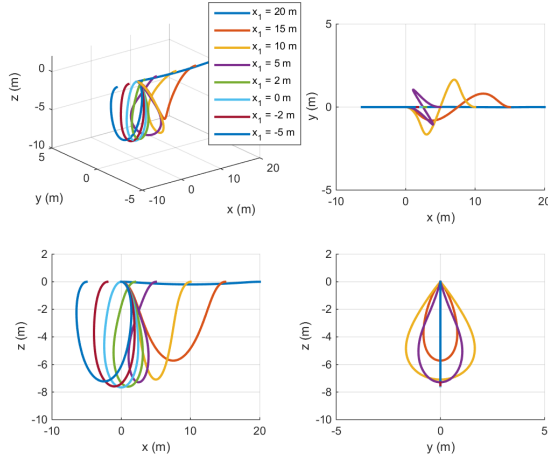 x1 = 20 m
x1 = 15 m
x1 = 10 m
x1 = 5 m
x1 = 2 m
x1 = 0 m
x1 = -2 m
x1 = -5 m
0
-5
-10
z (m)
5
0
-5
y (m)
-10
0
10
20
x (m)
5
0
-5
y (m)
-10
0
10
20
x (m)
2
0
-2
-4
-6
-8
-10
z (m)
-10
0
10
20
x (m)
2
0
-2
-4
-6
-8
-10
z (m)
-5
0
5
y (m)